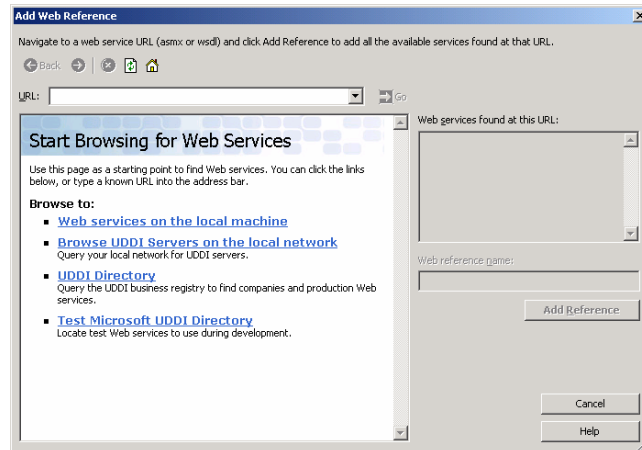 Add Web Reference
Navigate to a web service URL (asmx or wsdl) and click Add Reference to add all the available services found at that URL.
Back
URL:
Go
Start Browsing for Web Services
Use this page as a starting point to find Web services. You can click the links
below, or type a known URL into the address bar.
Browse to:
Web services on the local machine
Browse UDDI Servers on the local network
Query your local network for UDDI servers.
UDDI Directory
Query the UDDI business registry to find companies and production Web
services.
Test Microsoft UDDI Directory
Locate test Web services to use during development.
Web services found at this URL:
Web reference name:
Add Reference
Cancel
Help